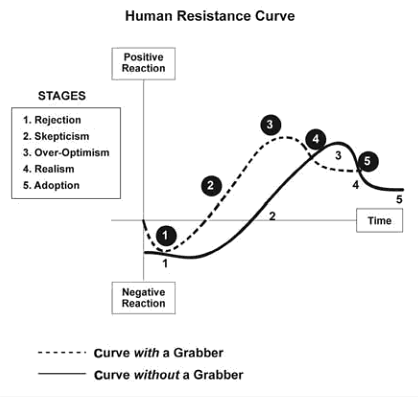 Human Resistance Curve
Positive
Reaction
STAGES
1. Rejection
2. Skepticism
3. Over-Optimism
4. Realism
5. Adoption
3
4
3
5
2
4
5
2
Time
1
1
Negative
Reaction
Curve with a Grabber
Curve without a Grabber